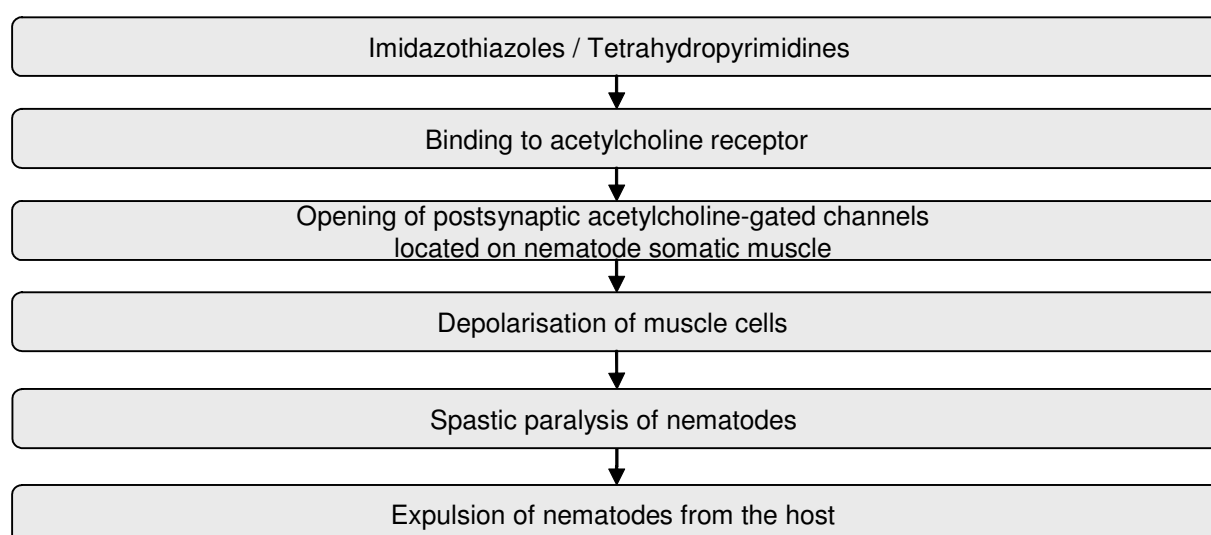 Imidazothiazoles / Tetrahydropyrimidines
Binding to acetylcholine receptor
Opening of postsynaptic acetylcholine-gated channels
located on nematode somatic muscle
Depolarisation of muscle cells
Spastic paralysis of nematodes
Expulsion of nematodes from the host